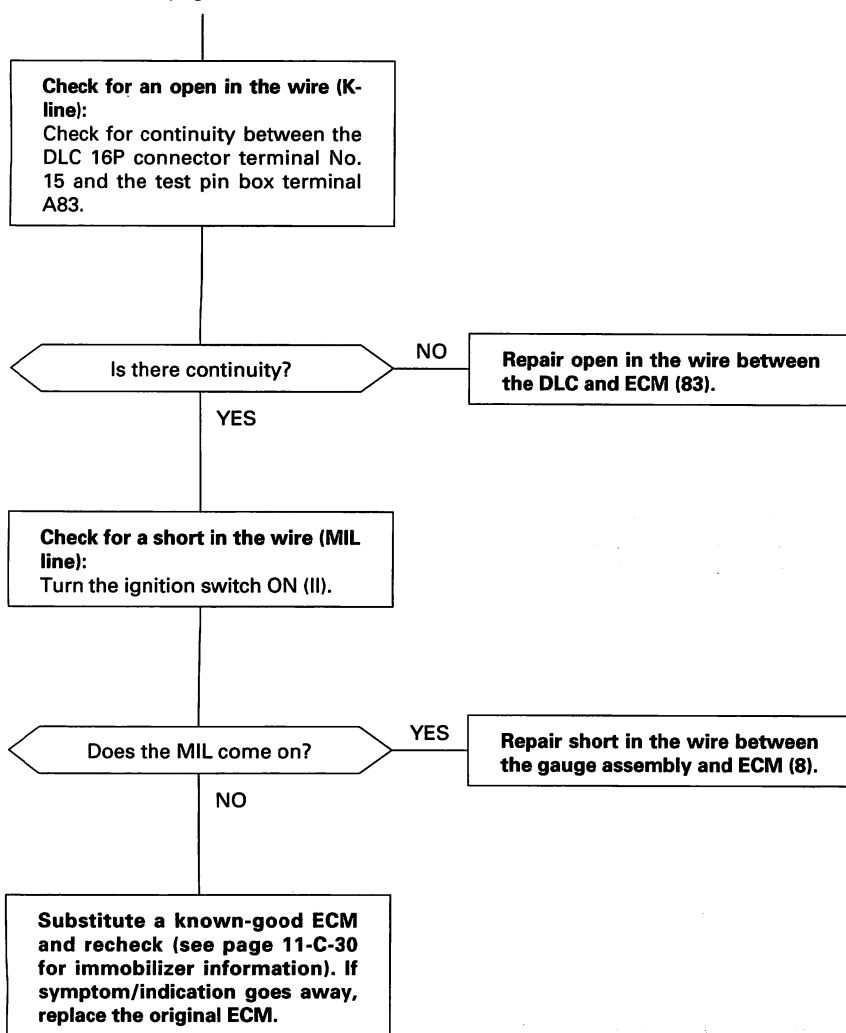 Check for an open in the wire (K-
line):
Check for continuity between the
DLC 16P connector terminal No.
15 and the test pin box terminal
A83.
Is there continuity?
NO
Repair open in the wire between
the DLC and ECM (83).
YES
Check for a short in the wire (MIL
line):
Turn the ignition switch ON (II).
Does the MIL come on?
YES
Repair short in the wire between
the gauge assembly and ECM (8).
NO
Substitute a known-good ECM
and recheck (see page 11-C-30
for immobilizer information). If
symptom/indication goes away,
replace the original ECM.